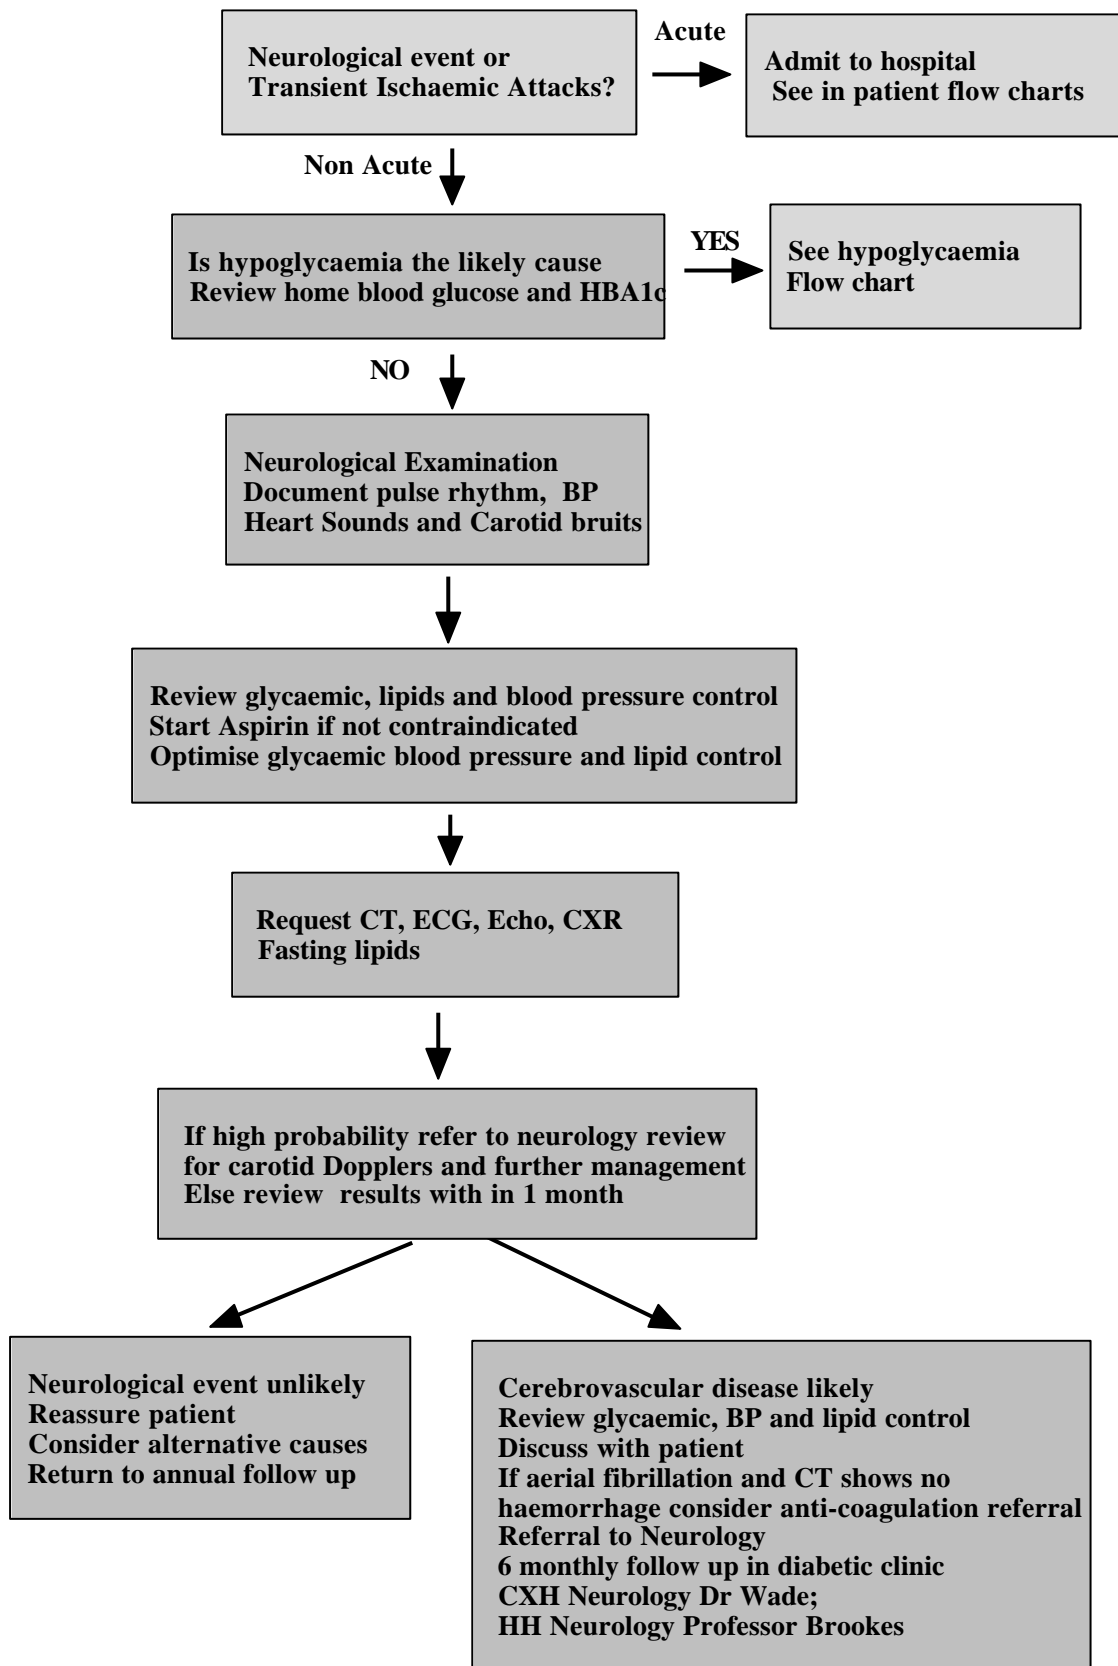 Neurological event or
Transient Ischaemic Attacks?
Acute
Admit to hospital
See in patient flow charts
Non Acute
Is hypoglycaemia the likely cause
Review home blood glucose and HBA1c
YES
See hypoglycaemia
Flow chart
NO
Neurological Examination
Document pulse rhythm, BP
Heart Sounds and Carotid bruits
Review glycaemic, lipids and blood pressure control
Start Aspirin if not contraindicated
Optimise glycaemic blood pressure and lipid control
Request CT, ECG, Echo, CXR
Fasting lipids
If high probability refer to neurology review
for carotid Dopplers and further management
Else review results with in 1 month
Neurological event unlikely
Reassure patient
Consider alternative causes
Return to annual follow up
Cerebrovascular disease likely
Review glycaemic, BP and lipid control
Discuss with patient
If aerial fibrillation and CT shows no
haemorrhage consider anti-coagulation referral
Referral to Neurology
6 monthly follow up in diabetic clinic
CXH Neurology Dr Wade;
HH Neurology Professor Brookes